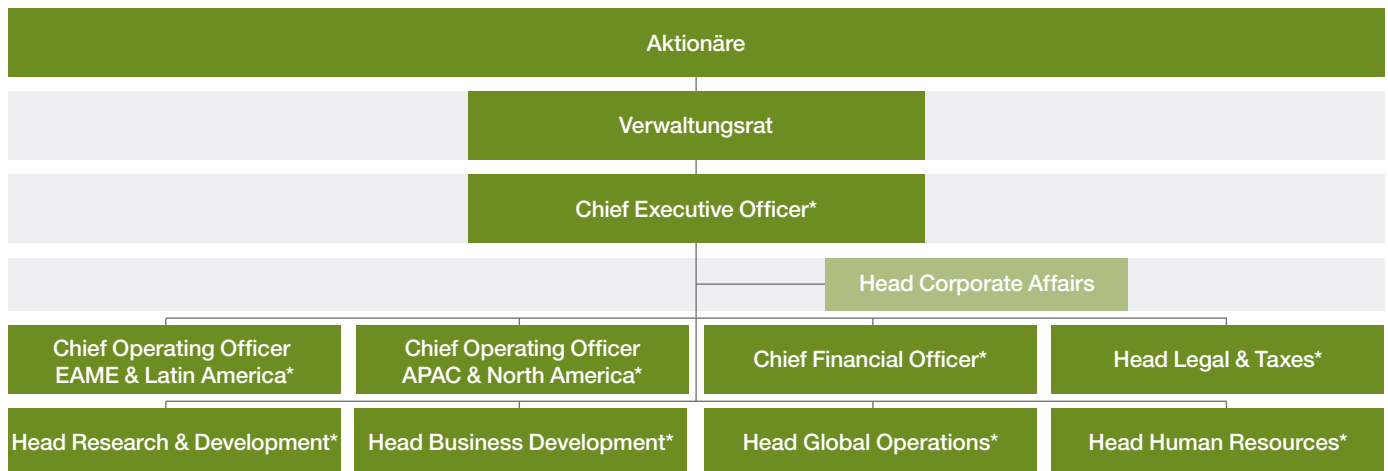 Aktionäre
Verwaltungsrat
Chief Executive Officer*
Head Corporate Affairs
Chief Operating Officer
EAME & Latin America*
Chief Operating Officer
APAC & North America*
Chief Financial Officer*
Head Legal & Taxes*
Head Research & Development*
Head Business Development*
Head Global Operations*
Head Human Resources*